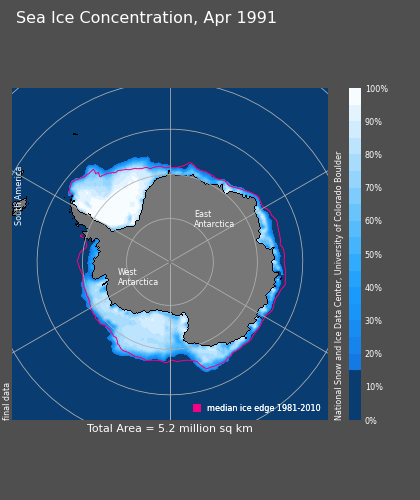 Sea Ice Concentration, Apr 1991
South America
East
Antarctica
West
Antarctica
final data
median ice edge 1981-2010
Total Area = 5.2 million sq km
National Snow and Ice Data Center, University of Colorado Boulder
100%
90%
80%
70%
60%
50%
40%
30%
20%
10%
0%